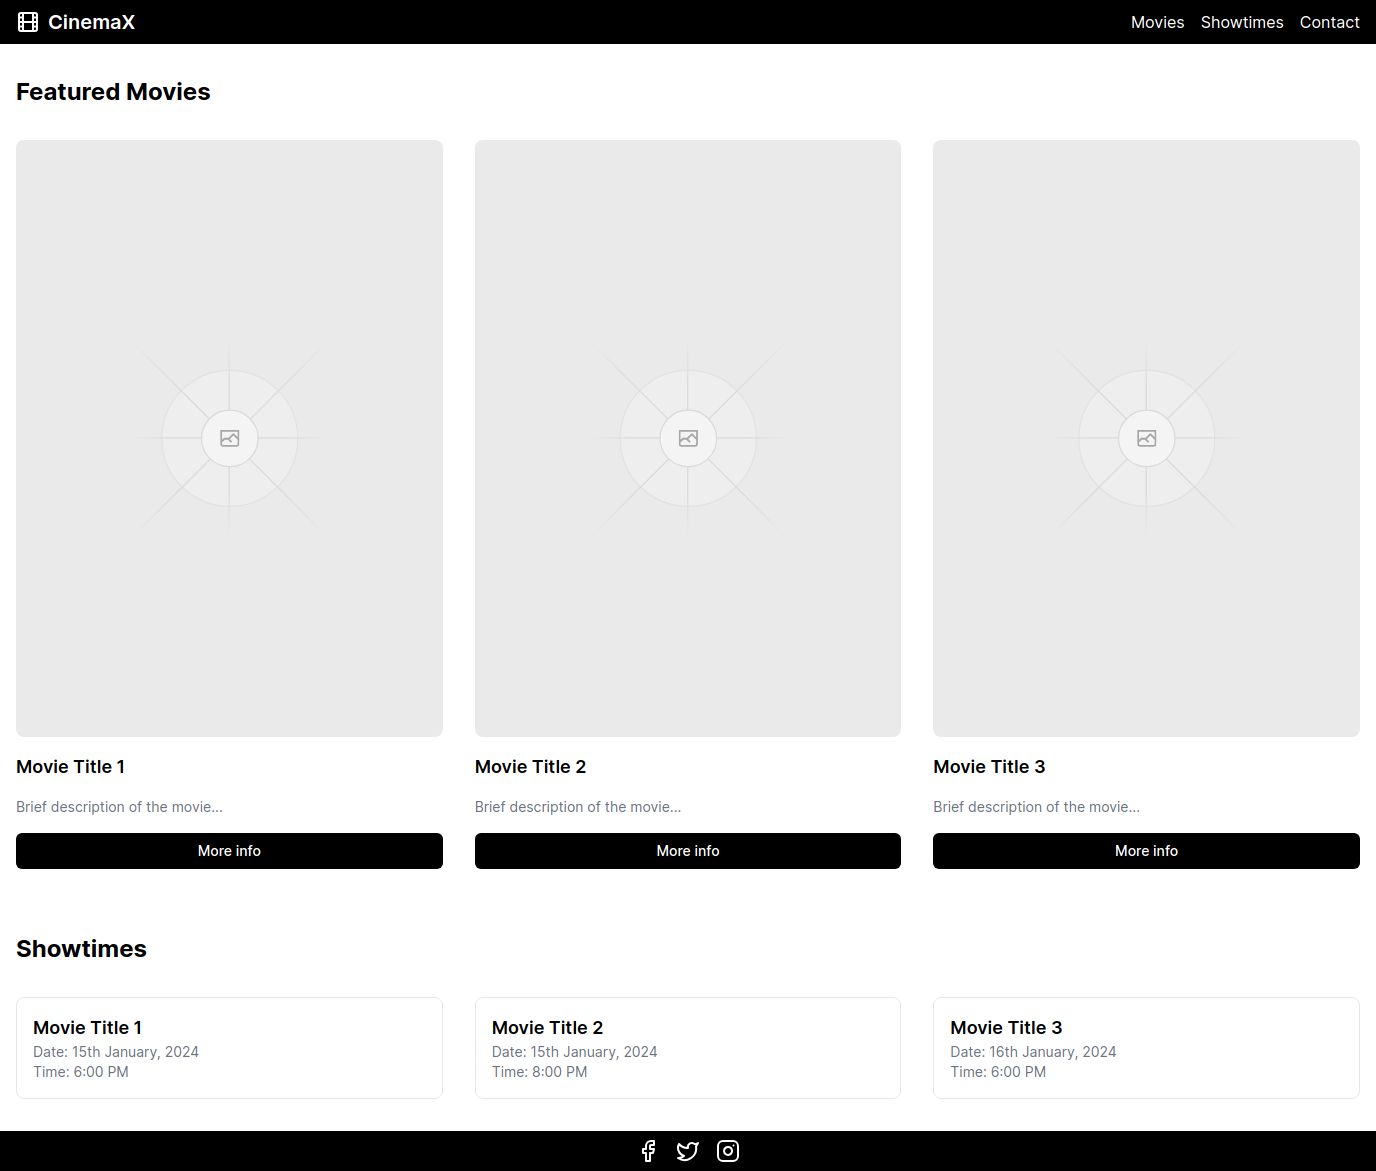 CinemaX
Movies Showtimes Contact
Featured Movies
Movie Title 1
Brief description of the movie...
More info
Movie Title 2
Brief description of the movie...
More info
Movie Title 3
Brief description of the movie...
More info
Showtimes
Movie Title 1
Date: 15th January, 2024
Time: 6:00 PM
Movie Title 2
Date: 15th January, 2024
Time: 8:00 PM
Movie Title 3
Date: 16th January, 2024
Time: 6:00 PM